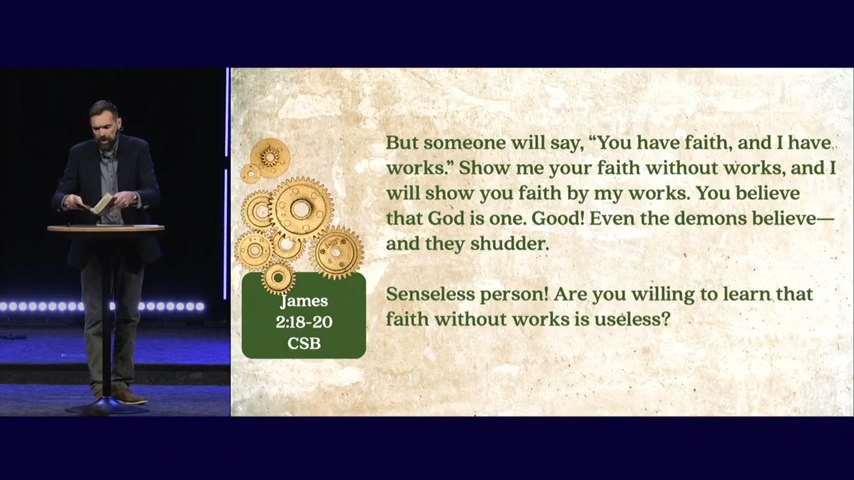 But someone will say, “You have faith, and I have
works.” Show me your faith without works, and I
will show you faith by my works. You believe
that God is one. Good! Even the demons believe—
and they shudder.
Senseless person! Are you willing to learn that
faith without works is useless?
James
2:18-20
CSB